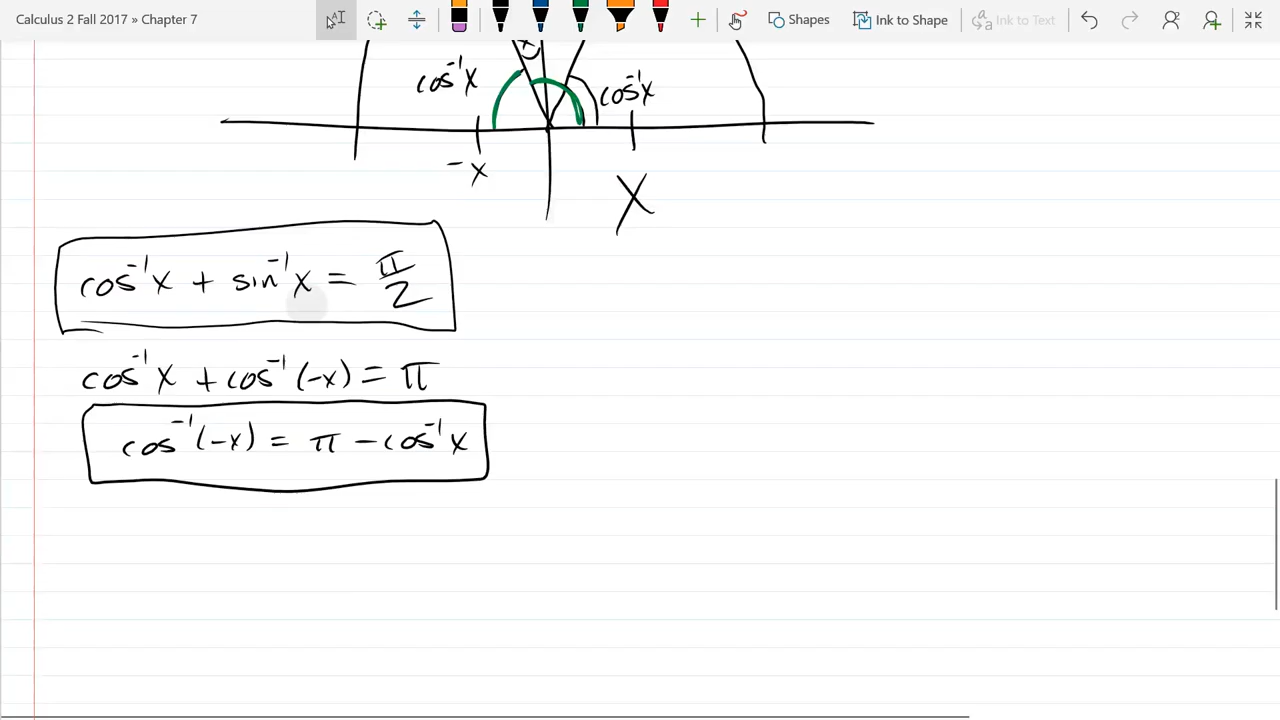 Calculus 2 Fall 2017 » Chapter 7
Shapes
Ink to Shape
Ink to Text
cos⁻¹x
cos⁻¹x
-x
x
cos⁻¹x + sin⁻¹x = π/2
cos⁻¹x + cos⁻¹(-x) = π
cos⁻¹(-x) = π - cos⁻¹x